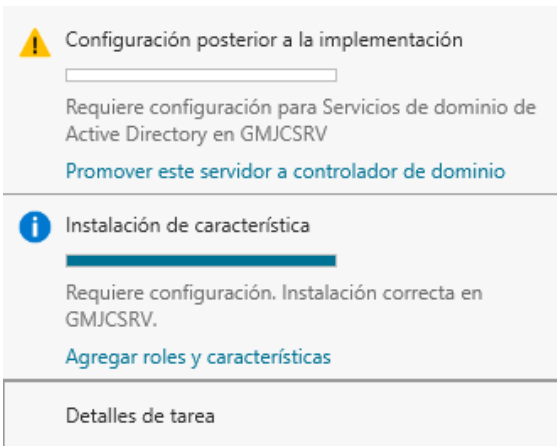 Configuración posterior a la implementación
Requiere configuración para Servicios de dominio de
Active Directory en GMJCSRV
Promover este servidor a controlador de dominio
Instalación de característica
Requiere configuración. Instalación correcta en
GMJCSRV.
Agregar roles y características
Detalles de tarea